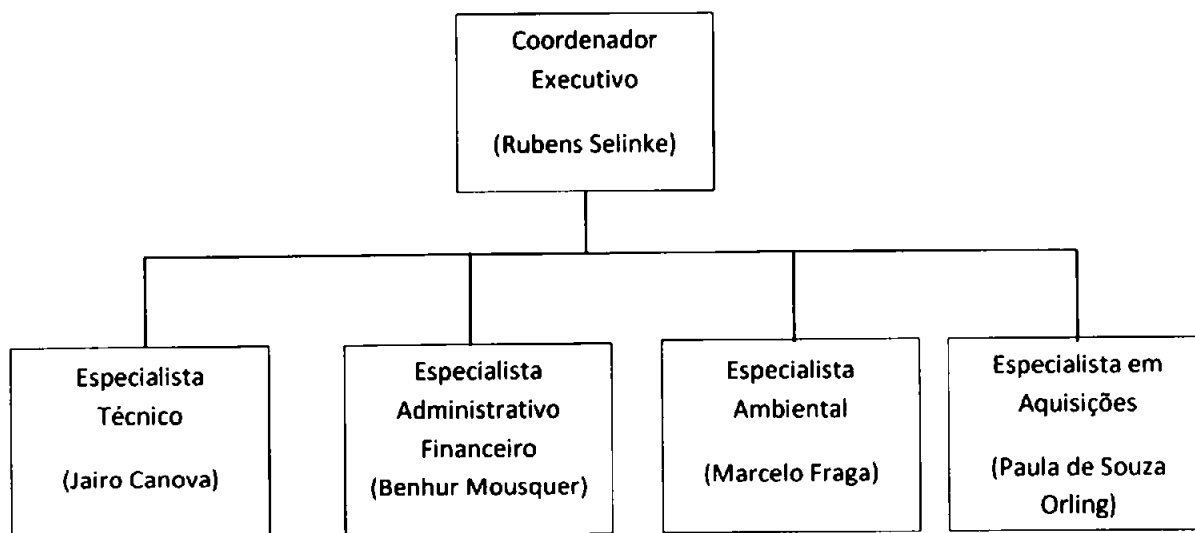 Coordenador
Executivo
(Rubens Selinke)
Especialista
Técnico
(Jairo Canova)
Especialista
Administrativo
Financeiro
(Benhur Mousquer)
Especialista
Ambiental
(Marcelo Fraga)
Especialista em
Aquisições
(Paula de Souza
Orling)